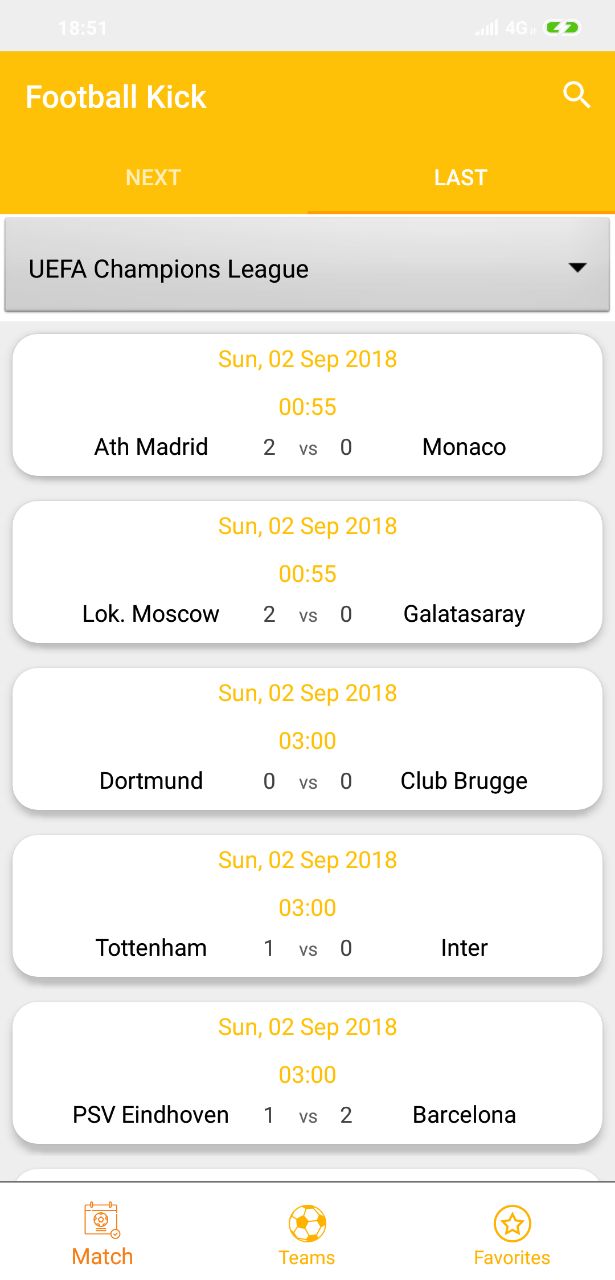 18:51 4G
Football Kick
NEXT LAST
UEFA Champions League
Sun, 02 Sep 2018
00:55
Ath Madrid 2 vs 0 Monaco
Sun, 02 Sep 2018
00:55
Lok. Moscow 2 vs 0 Galatasaray
Sun, 02 Sep 2018
03:00
Dortmund 0 vs 0 Club Brugge
Sun, 02 Sep 2018
03:00
Tottenham 1 vs 0 Inter
Sun, 02 Sep 2018
03:00
PSV Eindhoven 1 vs 2 Barcelona
Match Teams Favorites